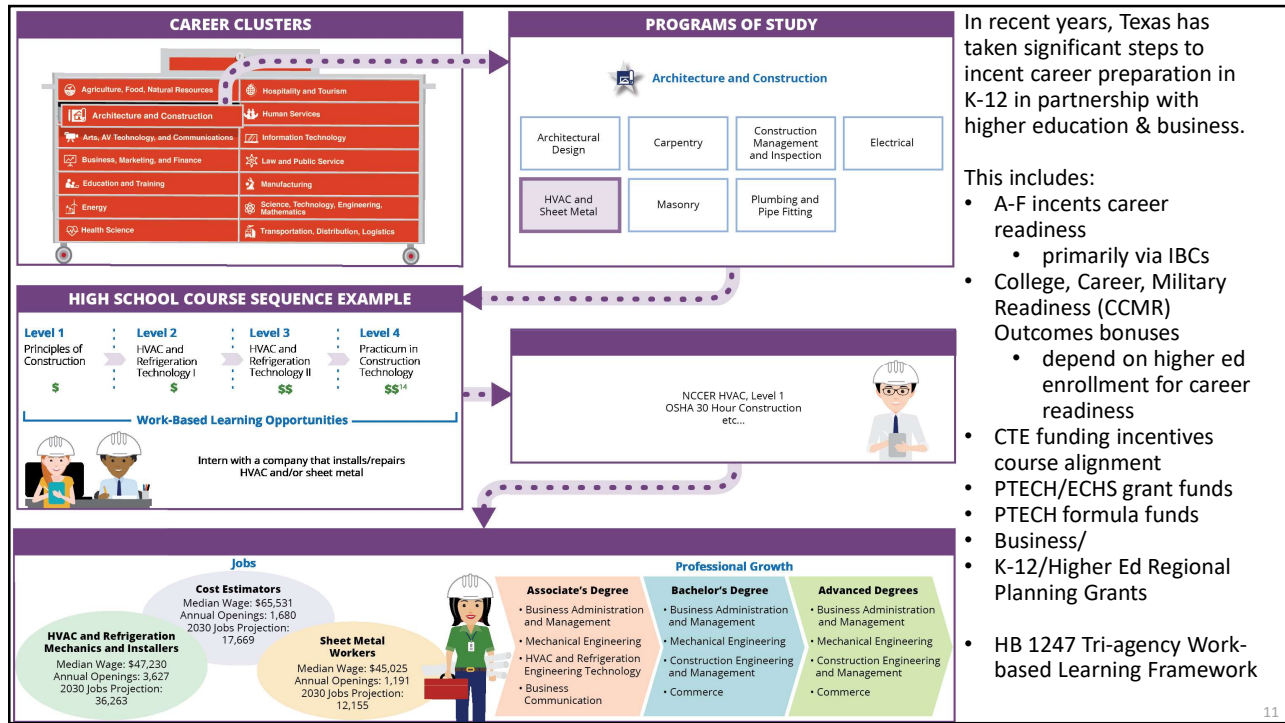 CAREER CLUSTERS
Agriculture, Food, Natural Resources
Architecture and Construction
Arts, AV Technology, and Communications
Business, Marketing, and Finance
Education and Training
Energy
Health Science
Hospitality and Tourism
Human Services
Information Technology
Law and Public Service
Manufacturing
Science, Technology, Engineering,
Mathematics
Transportation, Distribution, Logistics
PROGRAMS OF STUDY
Architecture and Construction
Architectural
Design
Carpentry
Construction
Management
and Inspection
Electrical
HVAC and
Sheet Metal
Masonry
Plumbing and
Pipe Fitting
HIGH SCHOOL COURSE SEQUENCE EXAMPLE
Level 1
Principles of
Construction
$
Level 2
HVAC and
Refrigeration
Technology I
$
Level 3
HVAC and
Refrigeration
Technology II
$$
Level 4
Practicum in
Construction
Technology
$$14
Work-Based Learning Opportunities
Intern with a company that installs/repairs
HVAC and/or sheet metal
NCCER HVAC, Level 1
OSHA 30 Hour Construction
etc...
Jobs
Cost Estimators
Median Wage: $65,531
Annual Openings: 1,680
2030 Jobs Projection:
17,669
HVAC and Refrigeration
Mechanics and Installers
Median Wage: $47,230
Annual Openings: 3,627
2030 Jobs Projection:
36,263
Sheet Metal
Workers
Median Wage: $45,025
Annual Openings: 1,191
2030 Jobs Projection:
12,155
Professional Growth
Associate's Degree
• Business Administration
and Management
• Mechanical Engineering
• HVAC and Refrigeration
Engineering Technology
• Business
Communication
Bachelor's Degree
• Business Administration
and Management
• Mechanical Engineering
• Construction Engineering
and Management
• Commerce
Advanced Degrees
• Business Administration
and Management
• Mechanical Engineering
• Construction Engineering
and Management
• Commerce
In recent years, Texas has
taken significant steps to
incent career preparation in
K-12 in partnership with
higher education & business.
This includes:
• A-F incents career
readiness
• primarily via IBCs
• College, Career, Military
Readiness (CCMR)
Outcomes bonuses
• depend on higher ed
enrollment for career
readiness
• CTE funding incentives
course alignment
• PTECH/ECHS grant funds
• PTECH formula funds
• Business/
• K-12/Higher Ed Regional
Planning Grants
• HB 1247 Tri-agency Work-
based Learning Framework
11